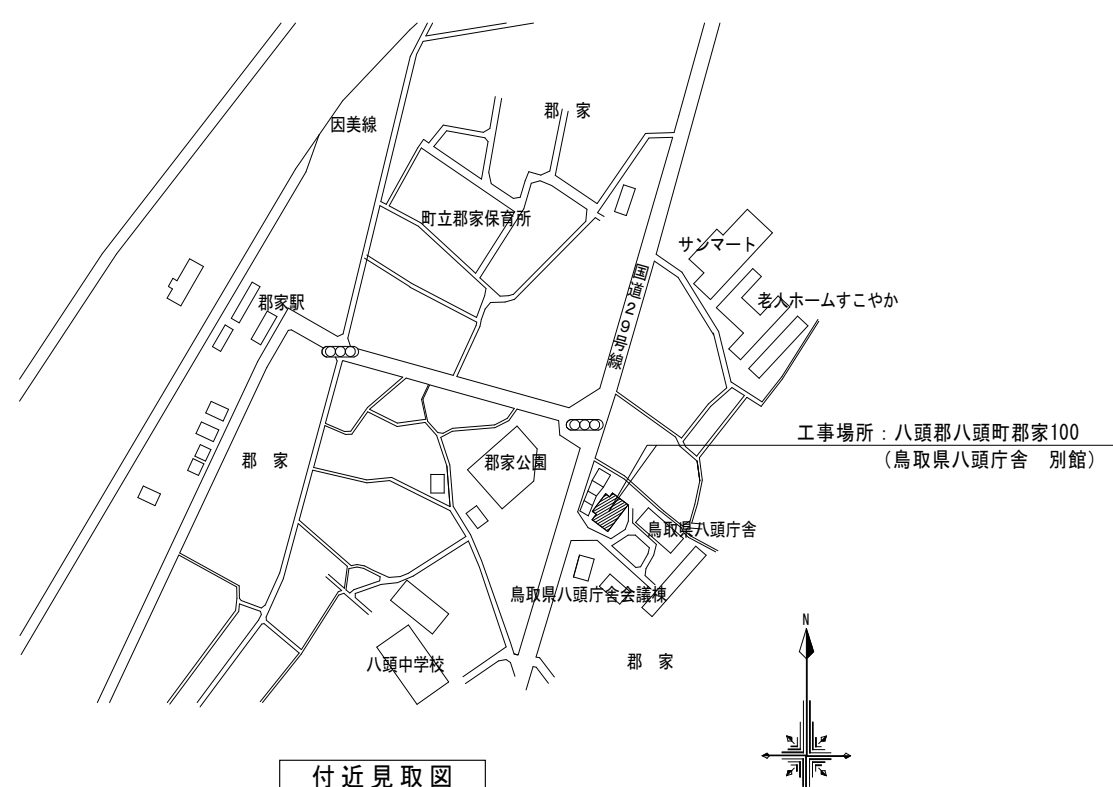 郡　家
因美線
町立郡家保育所
サンマート
国道29号線
郡家駅
老人ホームすこやか
工事場所：八頭郡八頭町郡家100
（鳥取県八頭庁舎　別館）
郡　家
郡家公園
鳥取県八頭庁舎
鳥取県八頭庁舎会議棟
八頭中学校
郡　家
N
付近見取図